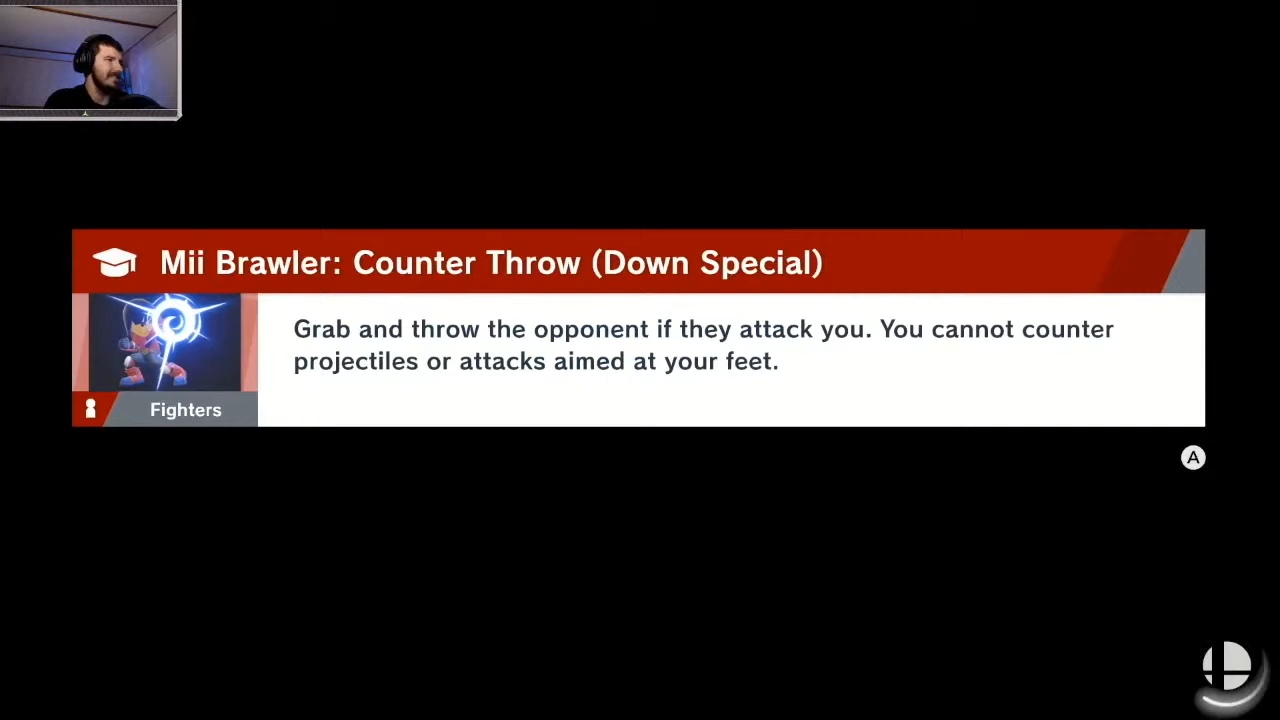 Mii Brawler: Counter Throw (Down Special)
Grab and throw the opponent if they attack you. You cannot counter
projectiles or attacks aimed at your feet.
Fighters
A